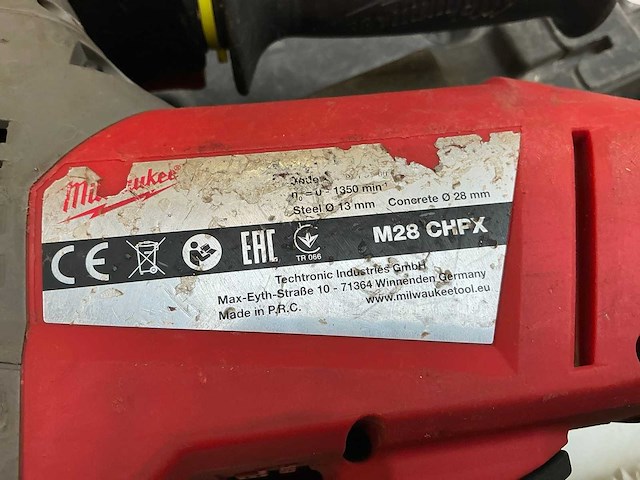 Milwaukee®
n₀ = 0 - 1350 min⁻¹
Steel Ø 13 mm Concrete Ø 28 mm
CE EAC TR 066 M28 CHPX
Techtronic Industries GmbH
Max-Eyth-Straße 10 - 71364 Winnenden Germany
www.milwaukeetool.eu
Made in P.R.C.